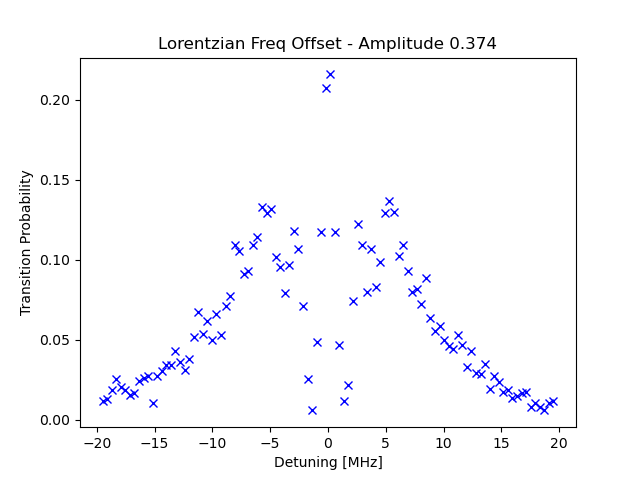 Lorentzian Freq Offset - Amplitude 0.374
Transition Probability
0.20
0.15
0.10
0.05
0.00
−20 −15 −10 −5 0 5 10 15 20
Detuning [MHz]